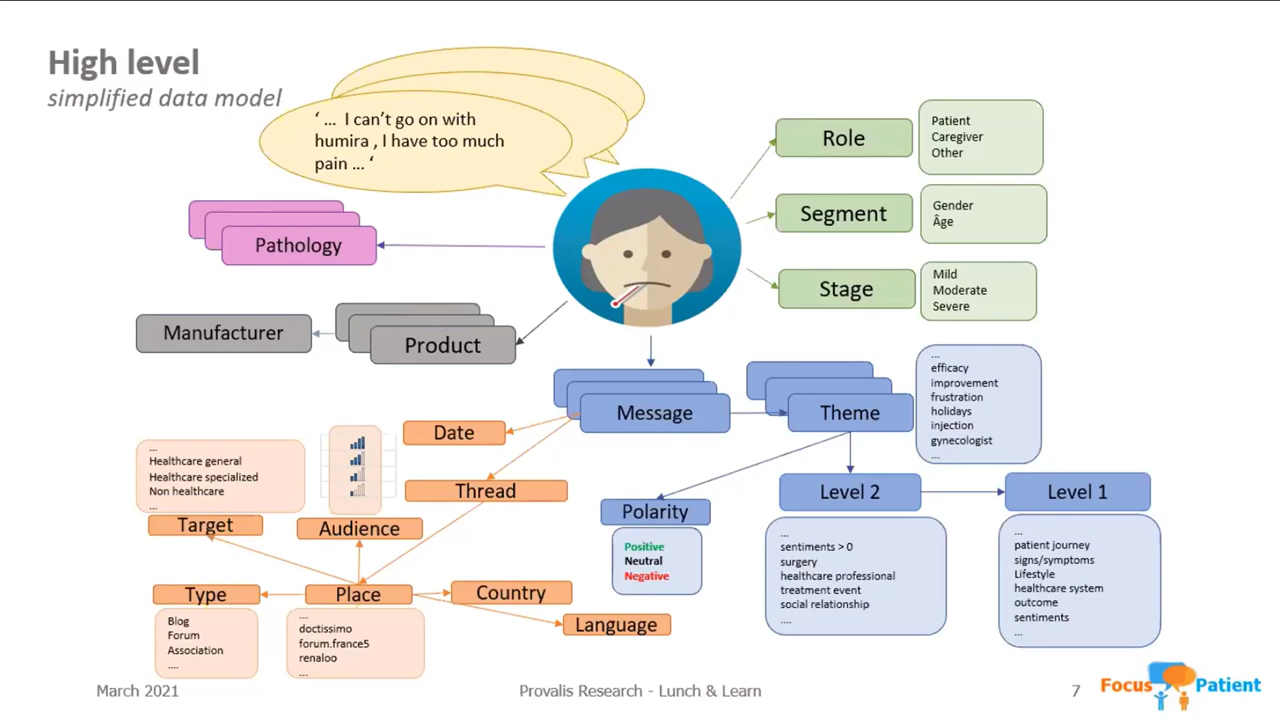 High level
simplified data model
‘ ... I can’t go on with
humira , I have too much
pain ... ‘
Role
Patient
Caregiver
Other
Segment
Gender
Âge
Stage
Mild
Moderate
Severe
Pathology
Manufacturer
Product
Message
Theme
...
efficacy
improvement
frustration
holidays
injection
gynecologist
...
Date
Thread
...
Healthcare general
Healthcare specialized
Non healthcare
...
Target
Audience
Type
Blog
Forum
Association
....
Place
...
doctissimo
forum.france5
renaloo
...
Country
Language
Polarity
Positive
Neutral
Negative
Level 2
...
sentiments > 0
surgery
healthcare professional
treatment event
social relationship
....
Level 1
...
patient journey
signs/symptoms
Lifestyle
healthcare system
outcome
sentiments
...
March 2021
Provalis Research - Lunch & Learn
7
Focus Patient